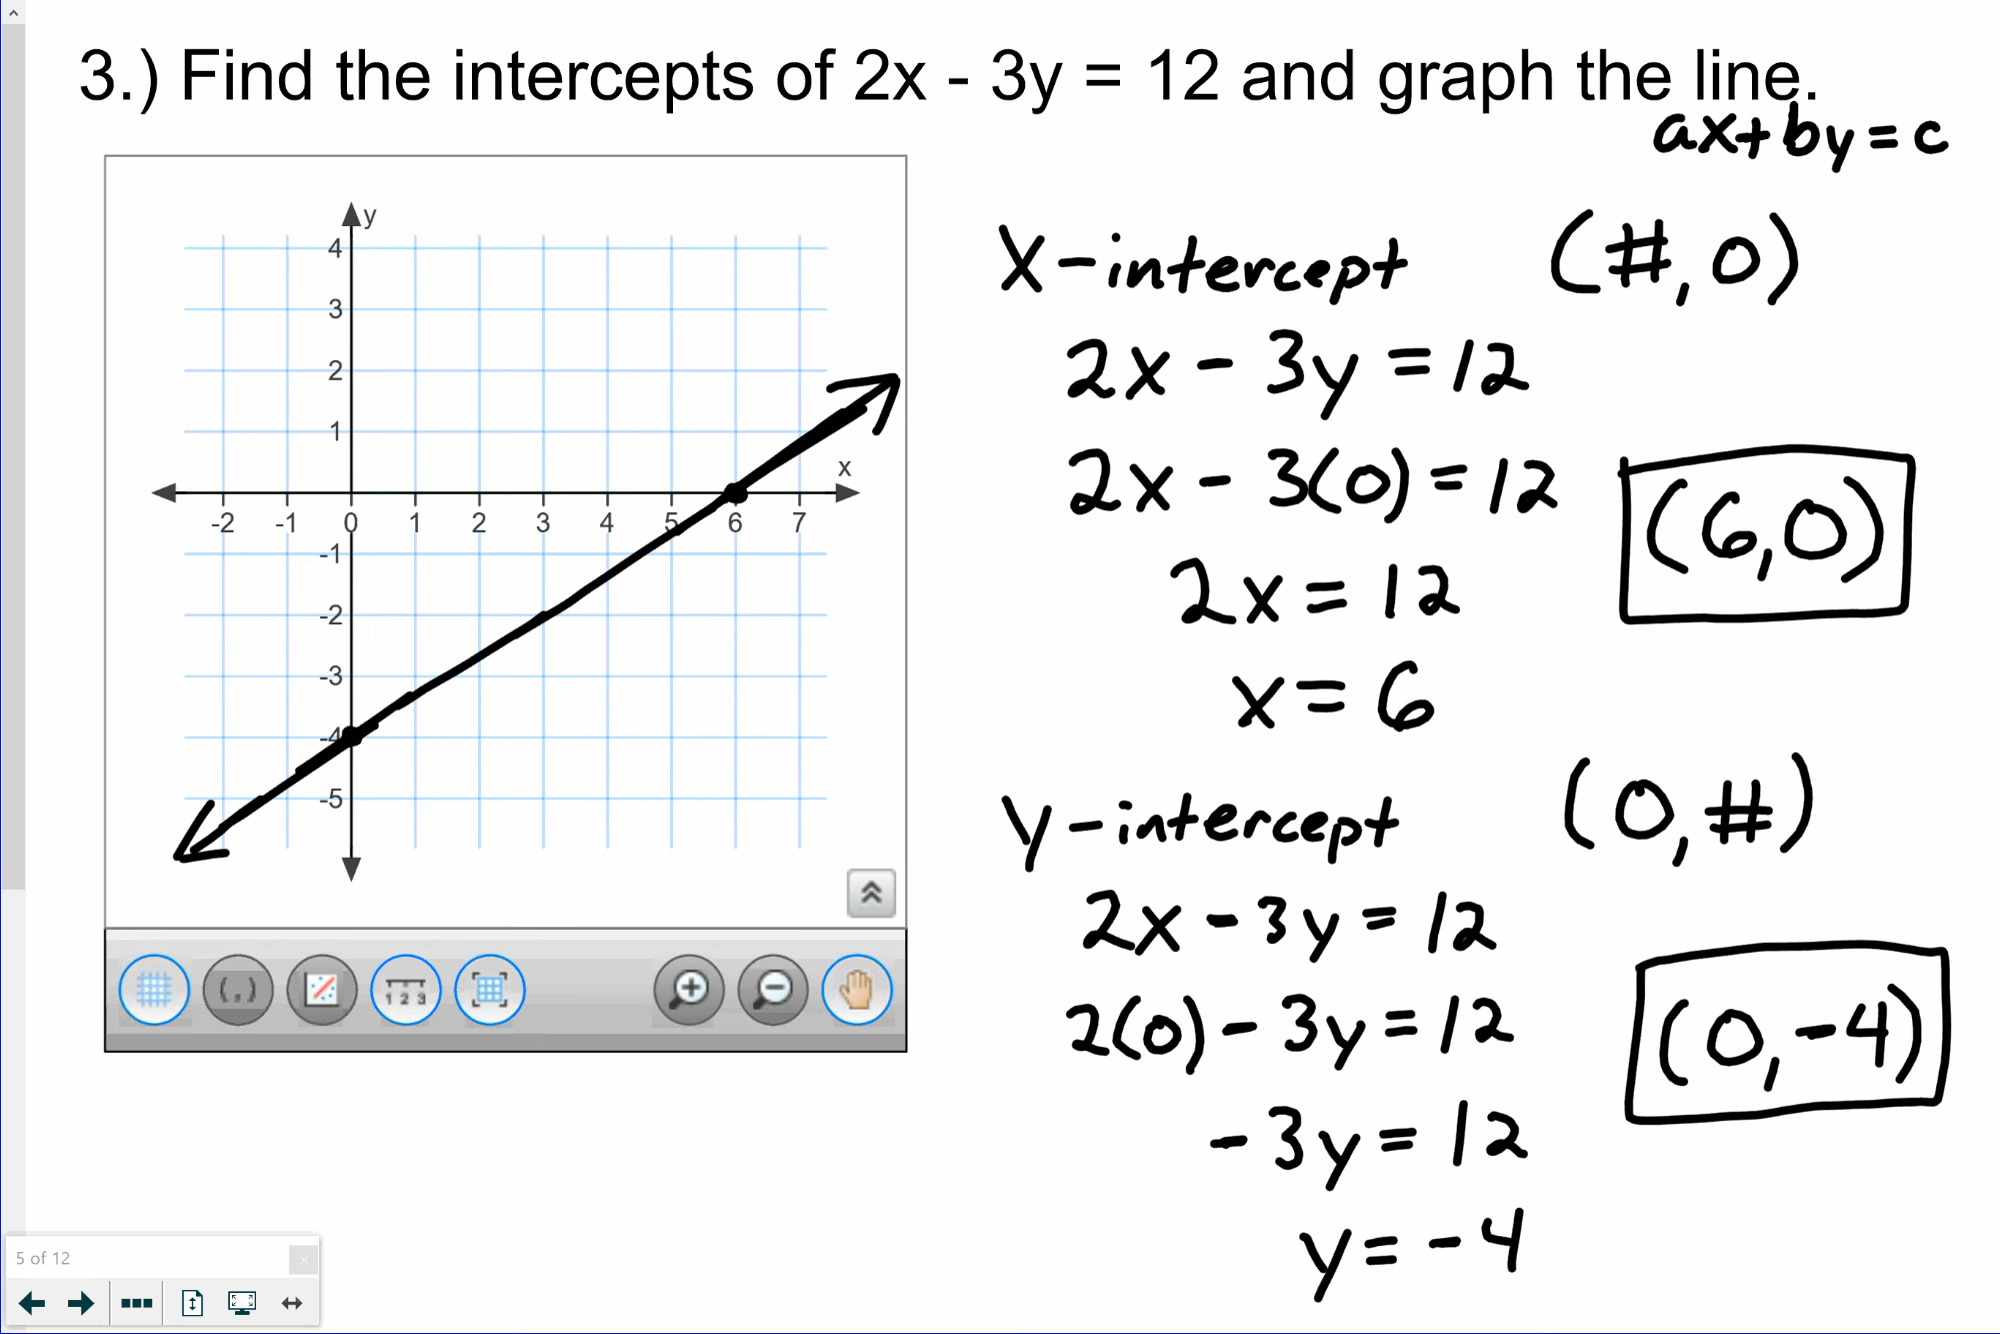 3.) Find the intercepts of 2x - 3y = 12 and graph the line.
ax+by=c
y
4
3
2
1
x
-2 -1 0 1 2 3 4 5 6 7
-1
-2
-3
-4
-5
( , )
1 2 3
x-intercept (#,0)
2x - 3y = 12
2x - 3(0) = 12
(6,0)
2x = 12
x = 6
y-intercept (0,#)
2x - 3y = 12
2(0) - 3y = 12
(0,-4)
-3y = 12
y = -4
5 of 12